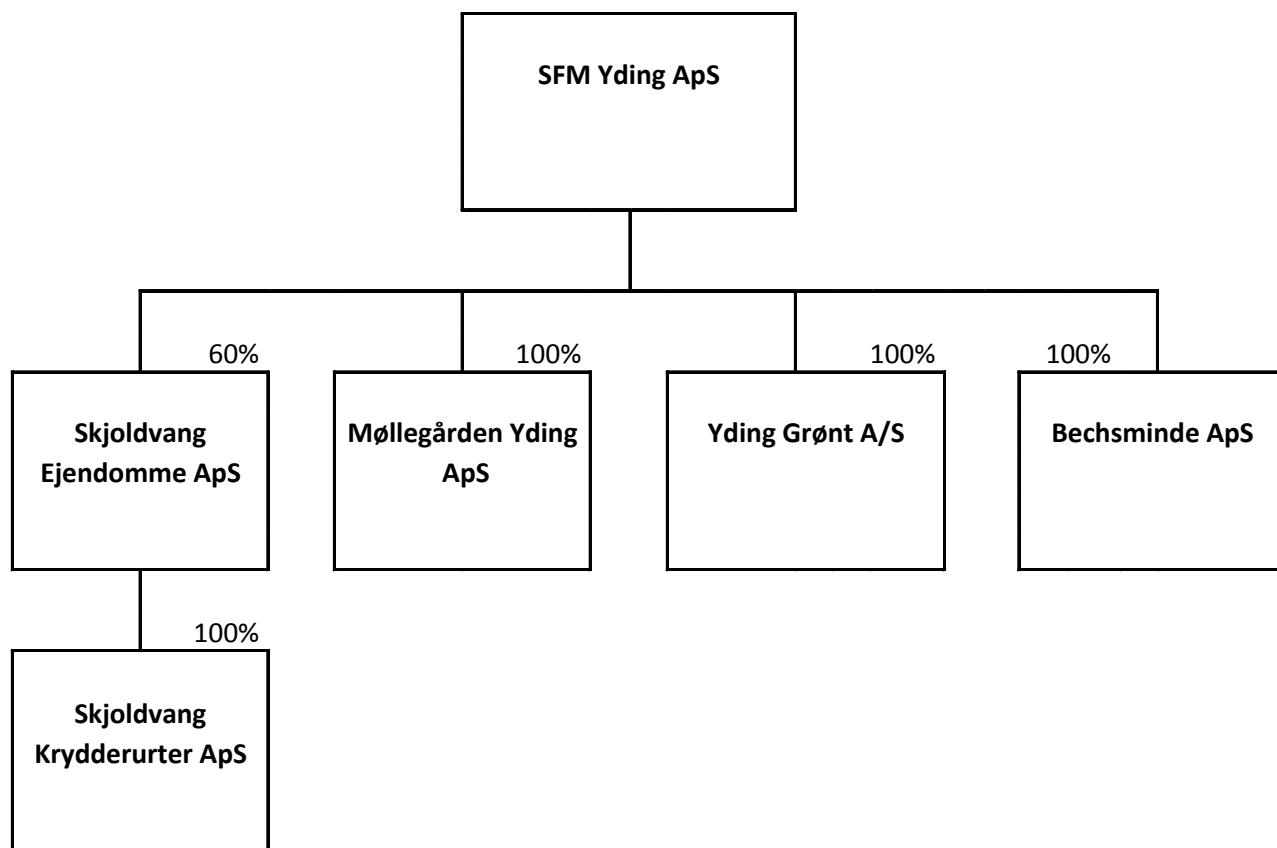 SFM Yding ApS
60%
100%
100%
100%
Skjoldvang
Ejendomme ApS
Møllegården Yding
ApS
Yding Grønt A/S
Bechsminde ApS
100%
Skjoldvang
Krydderurter ApS